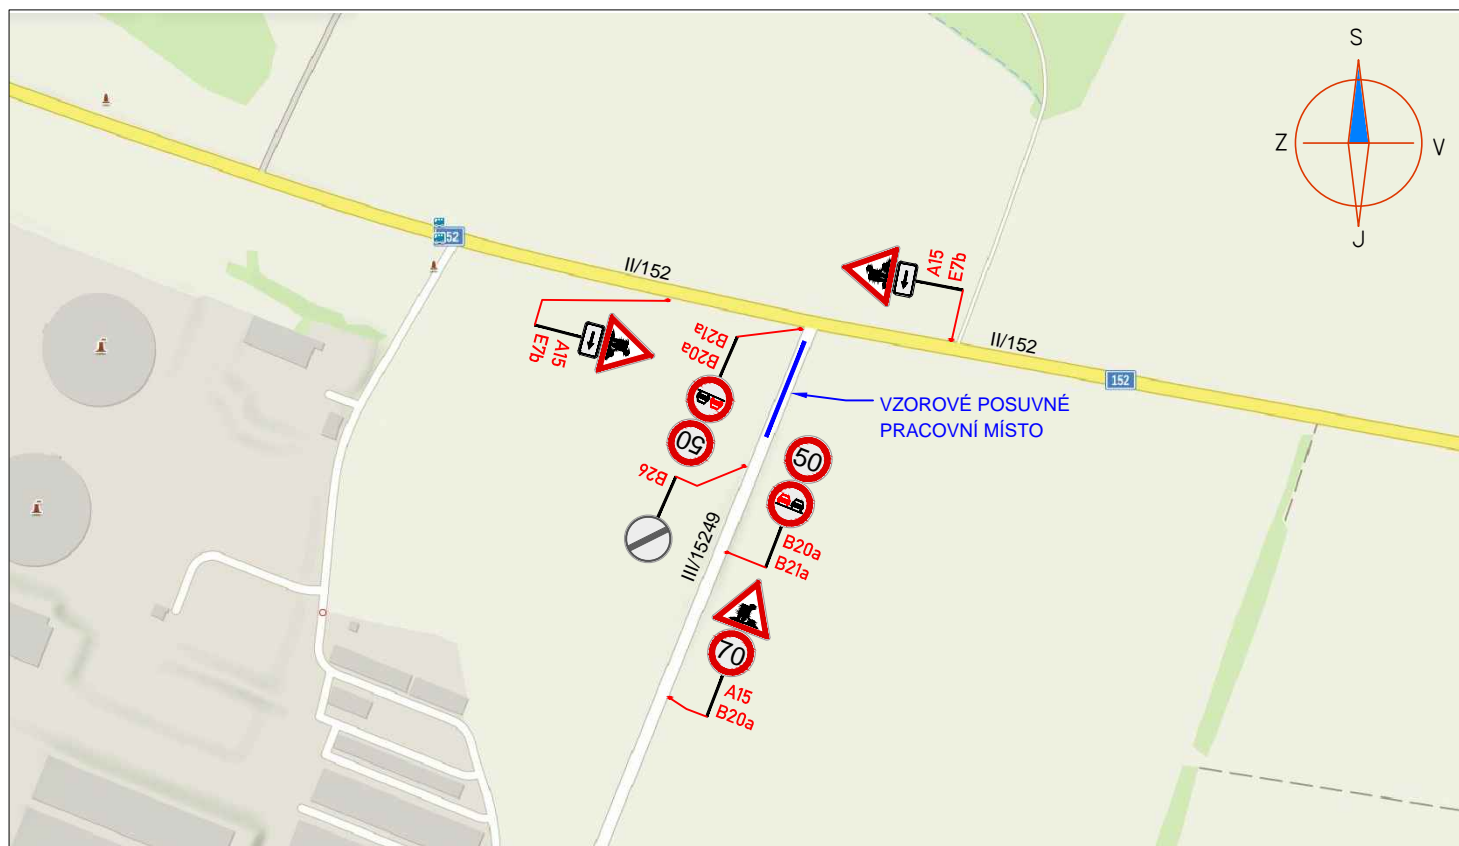 S
Z
V
J
52
II/152
A15
E7b
II/152
152
B21a
B20a
A15
E7b
50
VZOROVÉ POSUVNÉ
PRACOVNÍ MÍSTO
B26
50
III/15249
B20a
B21a
70
A15
B20a